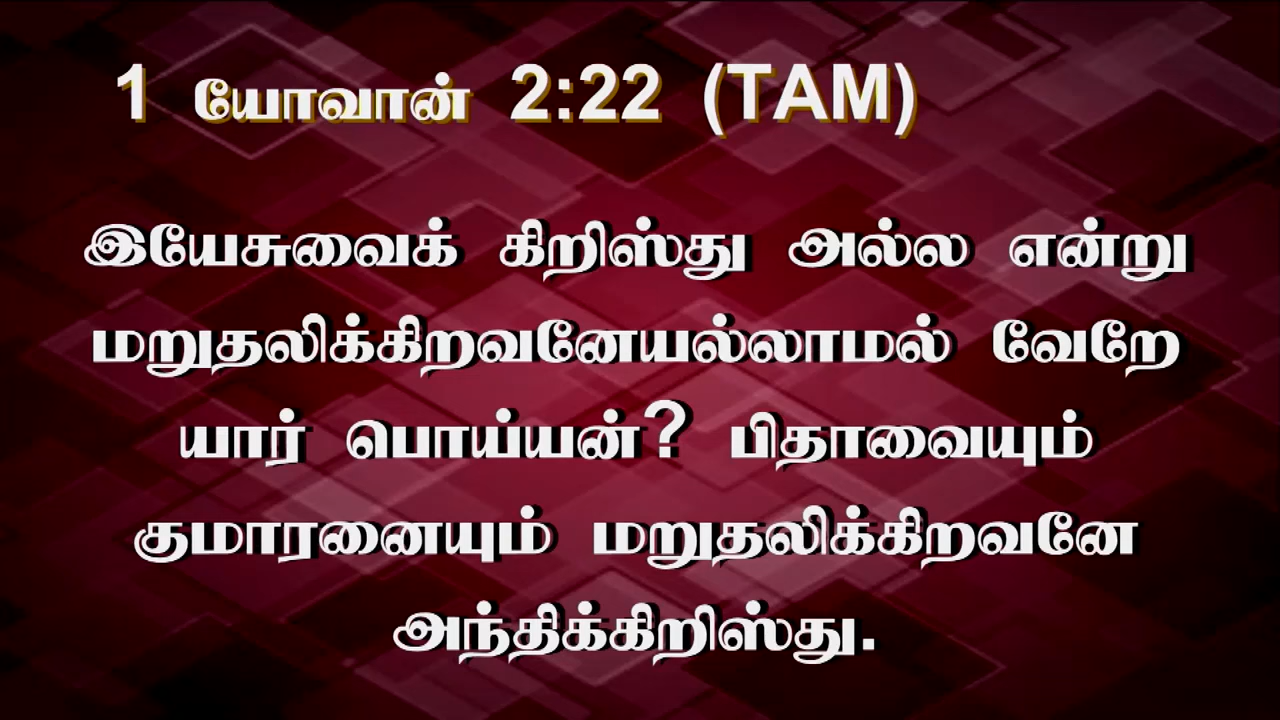 1 யோவான் 2:22 (TAM)
இயேசுவைக் கிறிஸ்து அல்ல என்று
மறுதலிக்கிறவனேயல்லாமல் வேறே
யார் பொய்யன்? பிதாவையும்
குமாரனையும் மறுதலிக்கிறவனே
அந்திக்கிறிஸ்து.